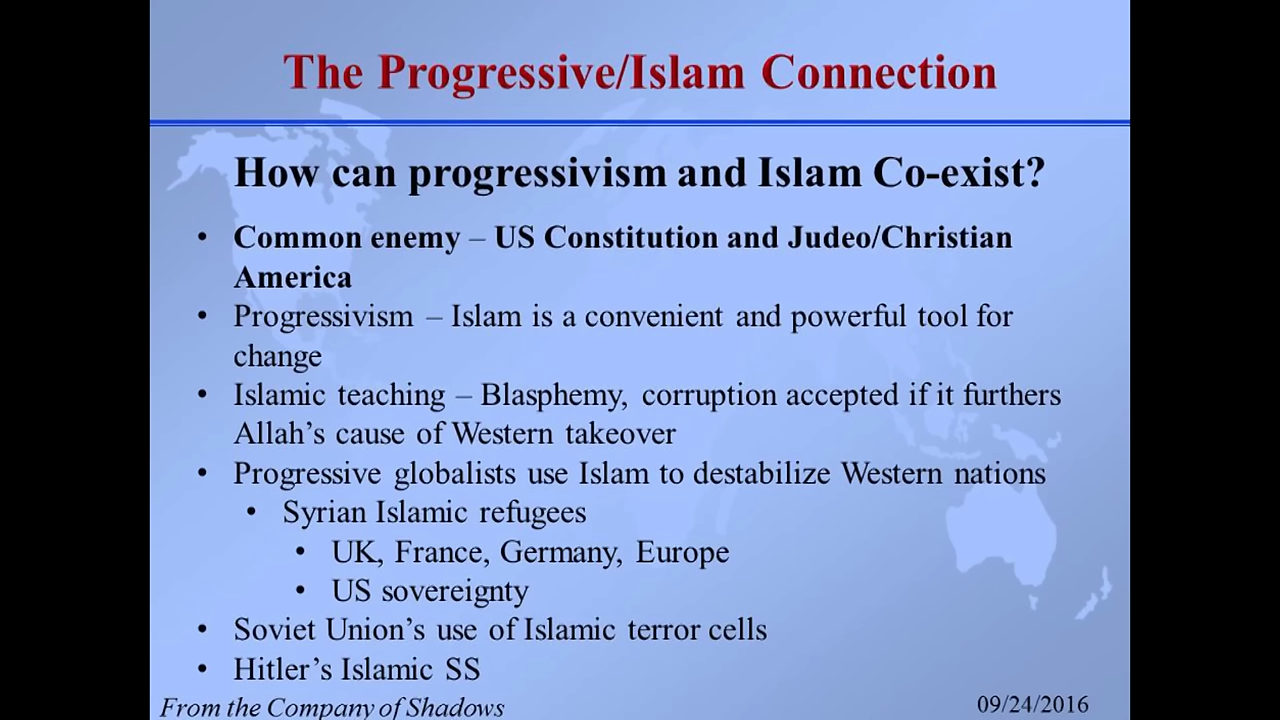 The Progressive/Islam Connection
How can progressivism and Islam Co-exist?
• Common enemy – US Constitution and Judeo/Christian
America
• Progressivism – Islam is a convenient and powerful tool for
change
• Islamic teaching – Blasphemy, corruption accepted if it furthers
Allah’s cause of Western takeover
• Progressive globalists use Islam to destabilize Western nations
• Syrian Islamic refugees
• UK, France, Germany, Europe
• US sovereignty
• Soviet Union’s use of Islamic terror cells
• Hitler’s Islamic SS
From the Company of Shadows
09/24/2016